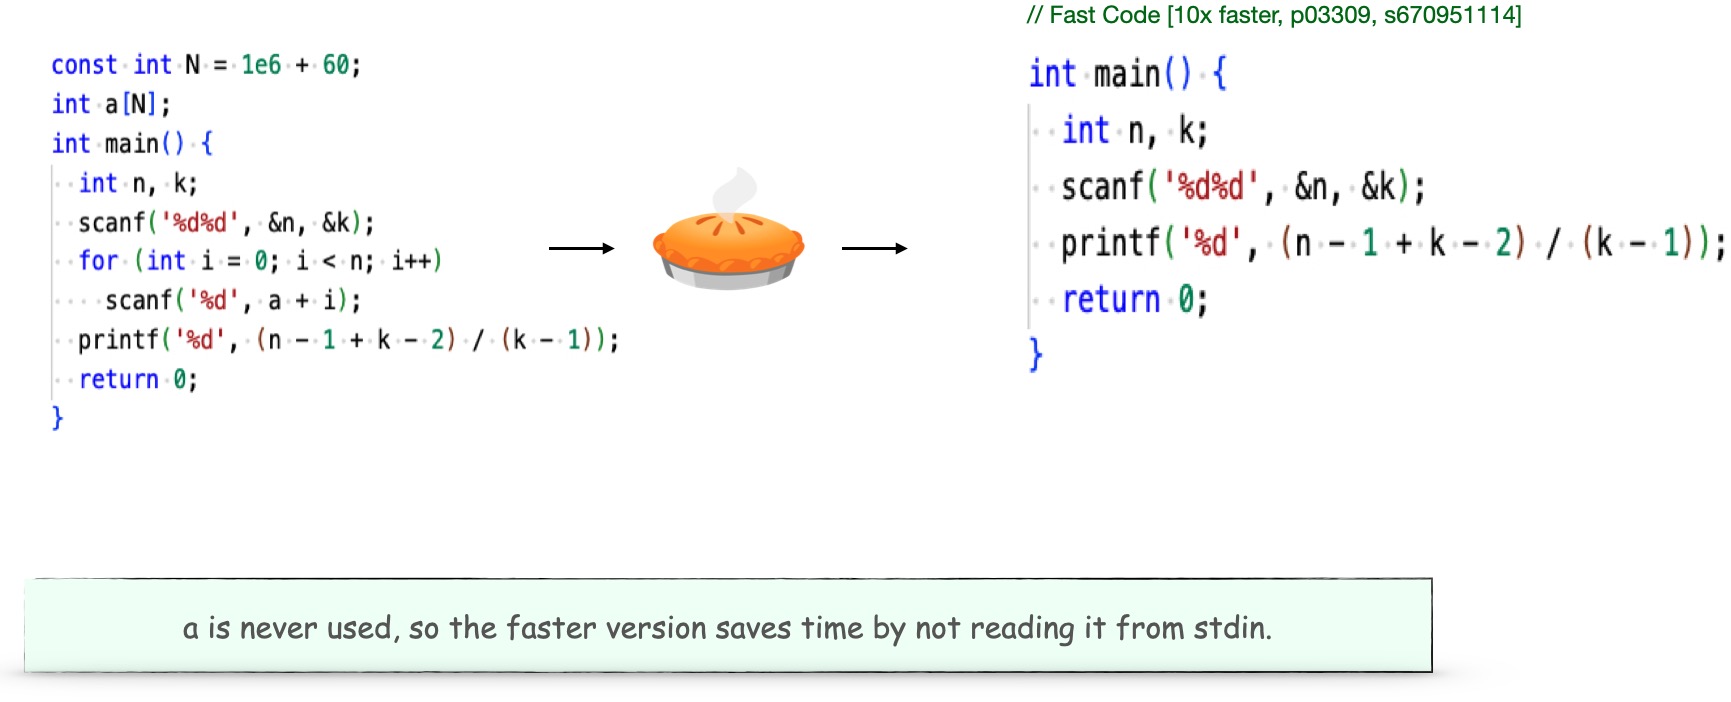 const int N = 1e6 + 60;
int a[N];
int main() {
int n, k;
scanf('%d%d', &n, &k);
for (int i = 0; i < n; i++)
scanf('%d', a + i);
printf('%d', (n - 1 + k - 2) / (k - 1));
return 0;
}
// Fast Code [10x faster, p03309, s670951114]
int main() {
int n, k;
scanf('%d%d', &n, &k);
printf('%d', (n - 1 + k - 2) / (k - 1));
return 0;
}
a is never used, so the faster version saves time by not reading it from stdin.